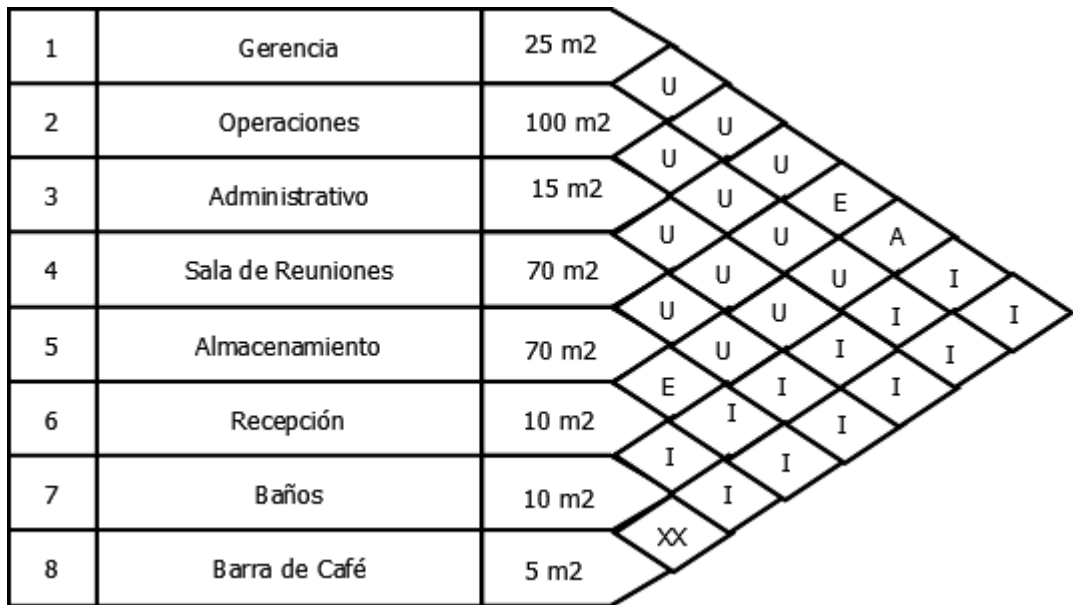 1 Gerencia 25 m2
U
2 Operaciones 100 m2 U
U U
3 Administrativo 15 m2 U E
U U A
4 Sala de Reuniones 70 m2 U U I
U U I I
5 Almacenamiento 70 m2 U I I
E I I
6 Recepción 10 m2 I I
I I
7 Baños 10 m2 I
XX
8 Barra de Café 5 m2